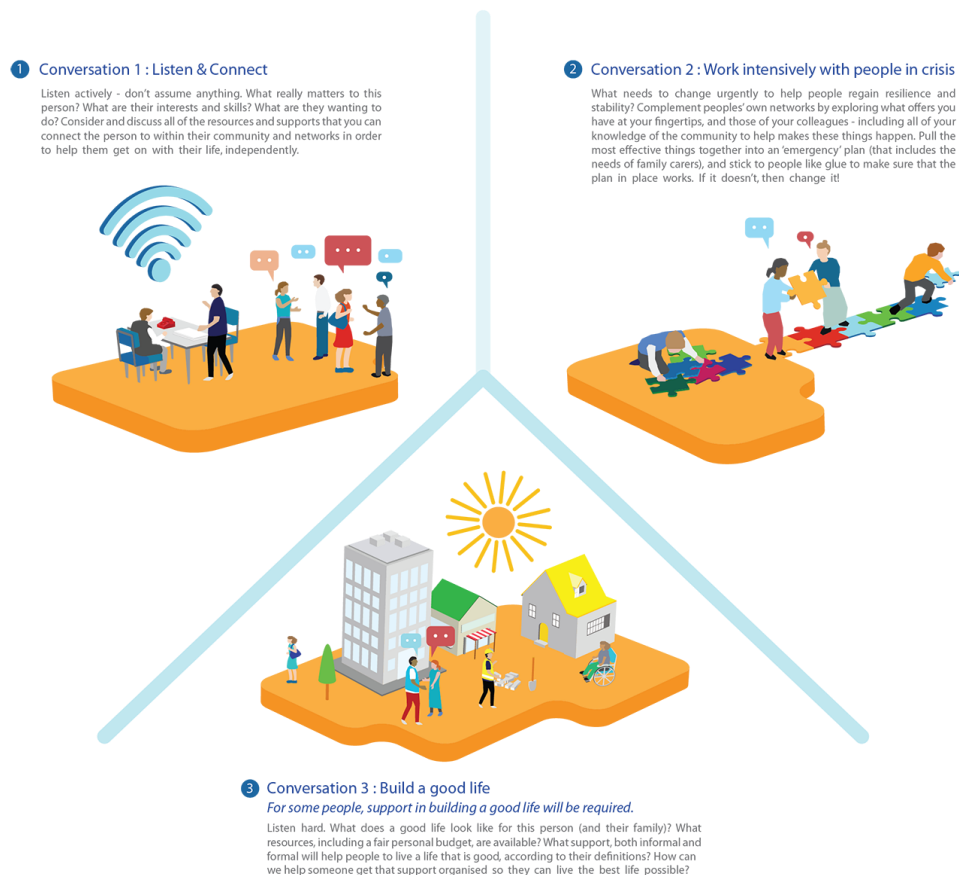 1 Conversation 1 : Listen & Connect
Listen actively - don't assume anything. What really matters to this
person? What are their interests and skills? What are they wanting to
do? Consider and discuss all of the resources and supports that you can
connect the person to within their community and networks in order
to help them get on with their life, independently.
2 Conversation 2 : Work intensively with people in crisis
What needs to change urgently to help people regain resilience and
stability? Complement peoples' own networks by exploring what offers you
have at your fingertips, and those of your colleagues - including all of your
knowledge of the community to help makes these things happen. Pull the
most effective things together into an 'emergency' plan (that includes the
needs of family carers), and stick to people like glue to make sure that the
plan in place works. If it doesn't, then change it!
3 Conversation 3 : Build a good life
For some people, support in building a good life will be required.
Listen hard. What does a good life look like for this person (and their family)? What
resources, including a fair personal budget, are available? What support, both informal and
formal will help people to live a life that is good, according to their definitions? How can
we help someone get that support organised so they can live the best life possible?